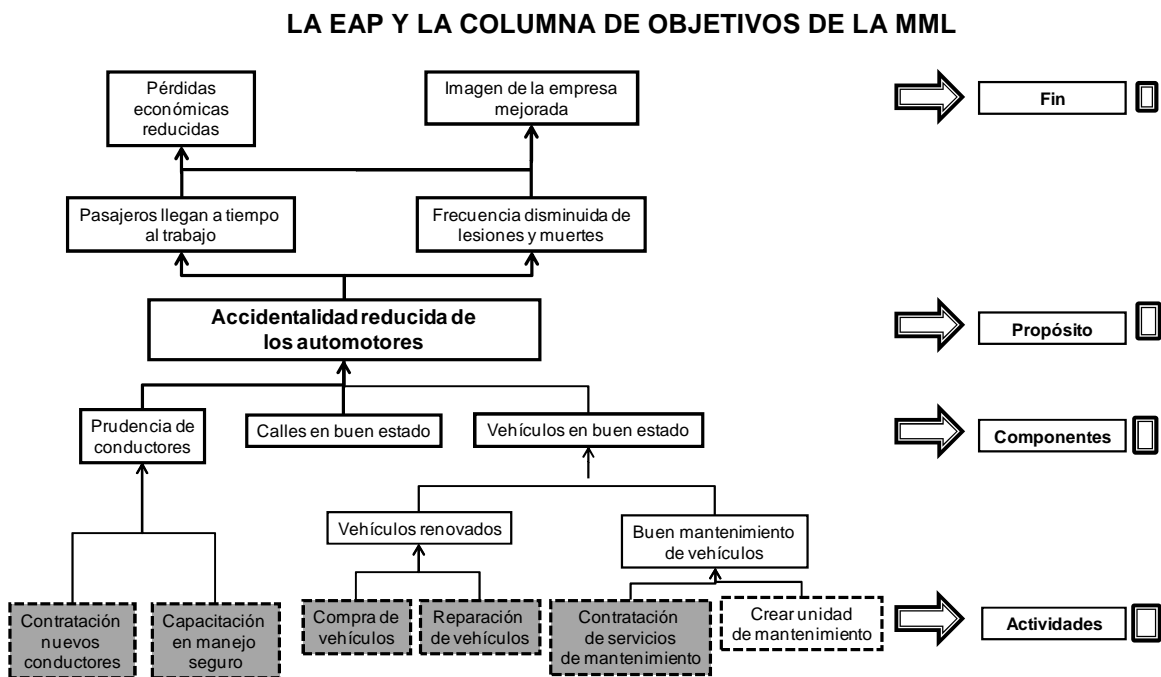 LA EAP Y LA COLUMNA DE OBJETIVOS DE LA MML
Pérdidas
económicas
reducidas
Imagen de la empresa
mejorada
Fin
Pasajeros llegan a tiempo
al trabajo
Frecuencia disminuida de
lesiones y muertes
Accidentalidad reducida de
los automotores
Propósito
Prudencia de
conductores
Calles en buen estado
Vehículos en buen estado
Componentes
Vehículos renovados
Buen mantenimiento
de vehículos
Contratación
nuevos
conductores
Capacitación
en manejo
seguro
Compra de
vehículos
Reparación
de vehículos
Contratación
de servicios
de mantenimiento
Crear unidad
de mantenimiento
Actividades